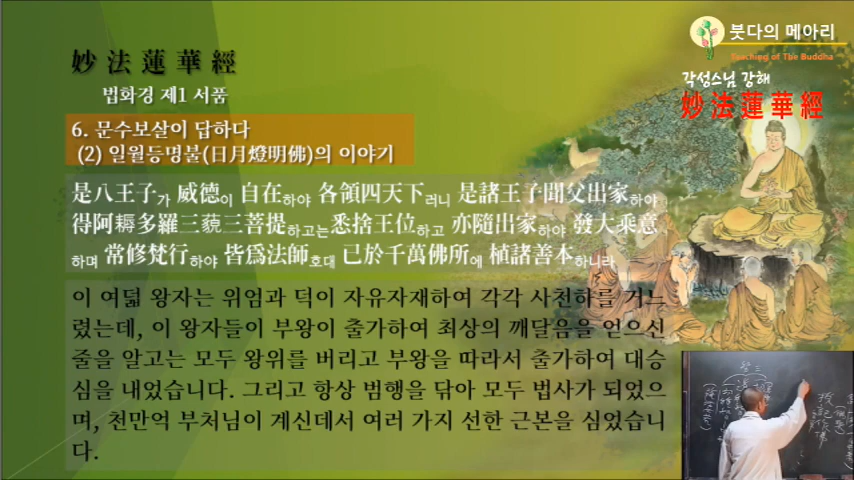 妙法蓮華經
법화경 제1 서품
6. 문수보살이 답하다
(2) 일월등명불(日月燈明佛)의 이야기
是八王子가 威德이 自在하야 各領四天下러니 是諸王子聞父出家하야
得阿耨多羅三藐三菩提하고는悉捨王位하고 亦隨出家하야 發大乘意
하며 常修梵行하야 皆爲法師호대 已於千萬佛所에 植諸善本하니라
이 여덟 왕자는 위엄과 덕이 자유자재하여 각각 사천하를 거느
렸는데, 이 왕자들이 부왕이 출가하여 최상의 깨달음을 얻으신
줄을 알고는 모두 왕위를 버리고 부왕을 따라서 출가하여 대승
심을 내었습니다. 그리고 항상 범행을 닦아 모두 법사가 되었으
며, 천만억 부처님이 계신데서 여러 가지 선한 근본을 심었습니
다.
붓다의 메아리
Teaching of The Buddha
각성스님 강해
妙法蓮華經